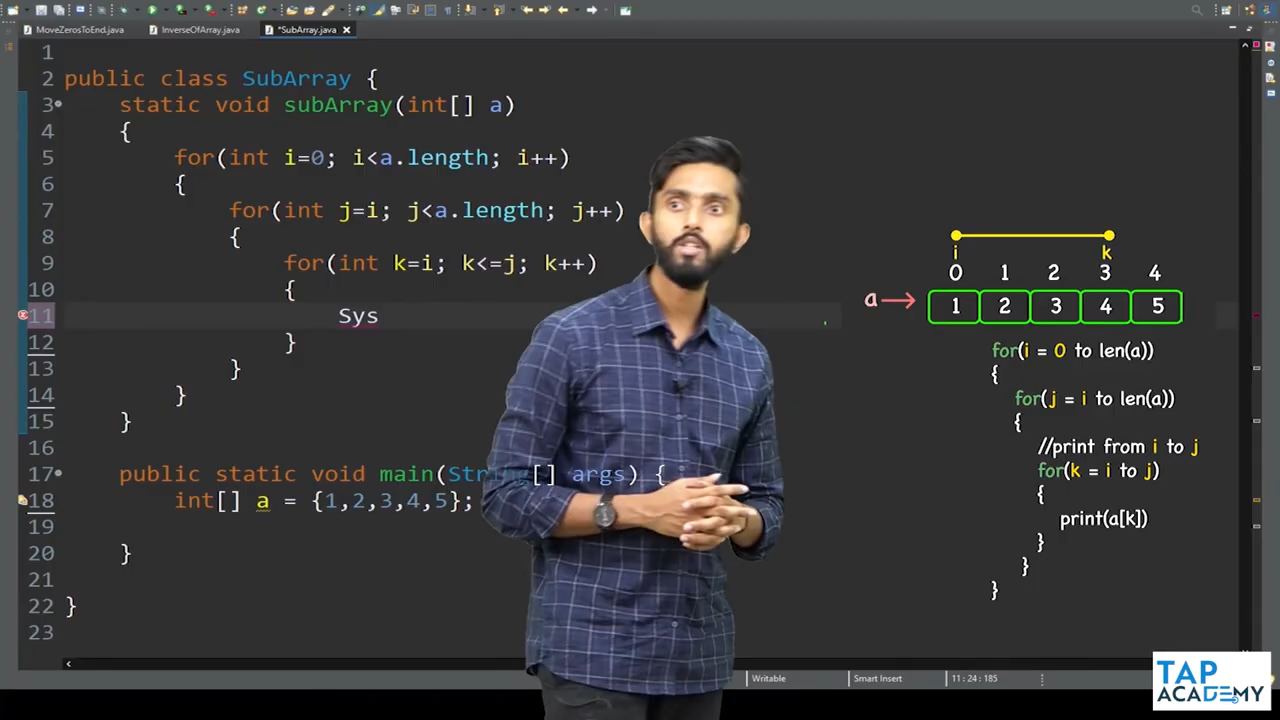 MoveZerosToEnd.java
InverseOfArray.java
*SubArray.java
1
2 public class SubArray {
3 static void subArray(int[] a)
4 {
5 for(int i=0; i<a.length; i++)
6 {
7 for(int j=i; j<a.length; j++)
8 {
9 for(int k=i; k<=j; k++)
10 {
11 Sys
12 }
13 }
14 }
15 }
16
17 public static void main(String[] args) {
18 int[] a = {1,2,3,4,5};
19
20 }
21
22 }
23
i k
0 1 2 3 4
a
1 2 3 4 5
for(i = 0 to len(a))
{
for(j = i to len(a))
{
//print from i to j
for(k = i to j)
{
print(a[k])
}
}
}
Writable
Smart Insert
11 : 24 : 185
TAP
ACADEMY